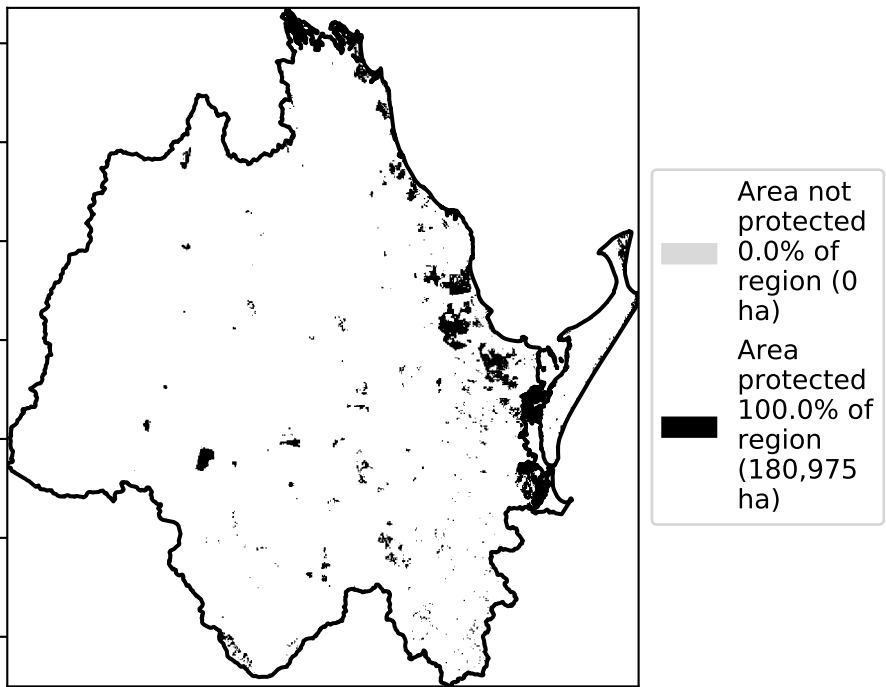 Area not
protected
0.0% of
region (0
ha)
Area
protected
100.0% of
region
(180,975
ha)